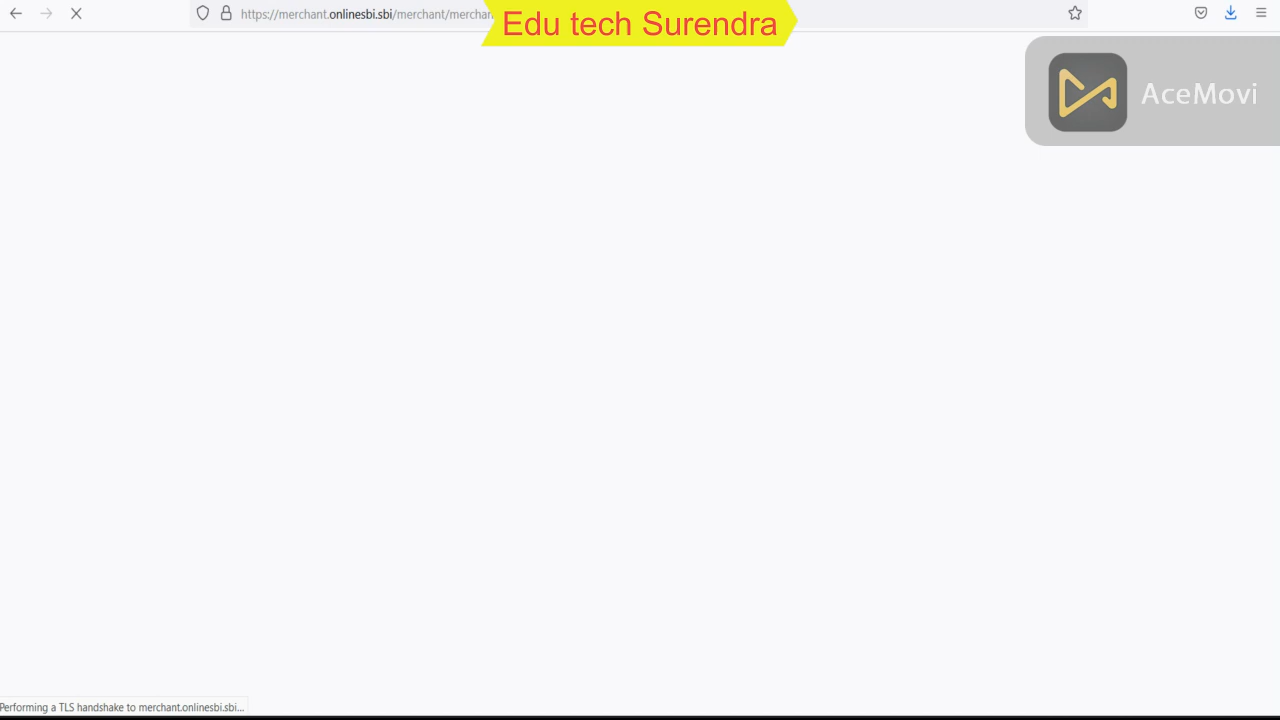 https://merchant.onlinesbi.sbi/merchant/merchan
Edu tech Surendra
AceMovi
Performing a TLS handshake to merchant.onlinesbi.sbi...